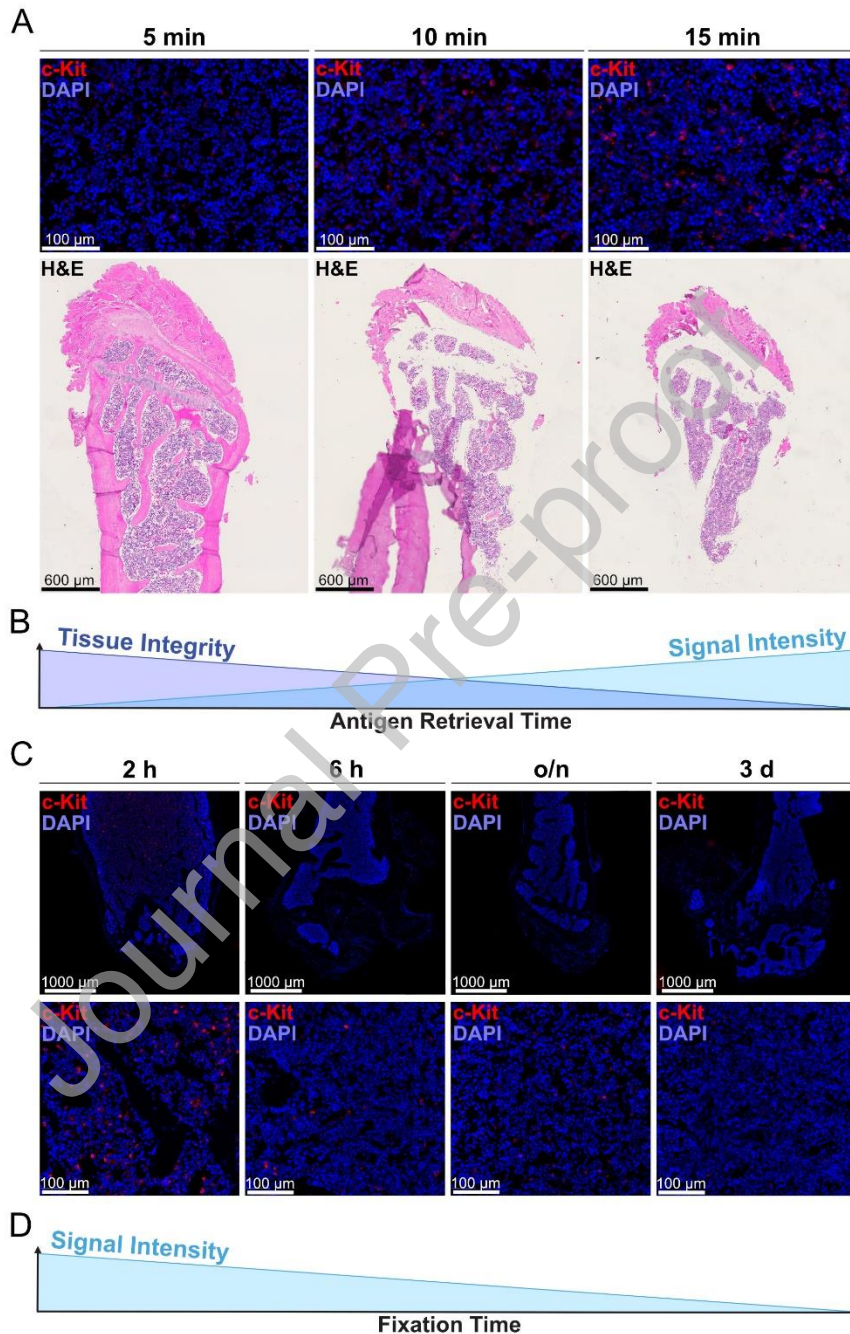 A
5 min 10 min 15 min
c-Kit c-Kit c-Kit
DAPI DAPI DAPI
100 µm 100 µm 100 µm
H&E H&E H&E
600 µm 600 µm 600 µm
B
Tissue Integrity Signal Intensity
Antigen Retrieval Time
C
2 h 6 h o/n 3 d
c-Kit c-Kit c-Kit c-Kit
DAPI DAPI DAPI DAPI
1000 µm 1000 µm 1000 µm 1000 µm
c-Kit c-Kit c-Kit c-Kit
DAPI DAPI DAPI DAPI
100 µm 100 µm 100 µm 100 µm
D
Signal Intensity
Fixation Time
Journal Pre-proof